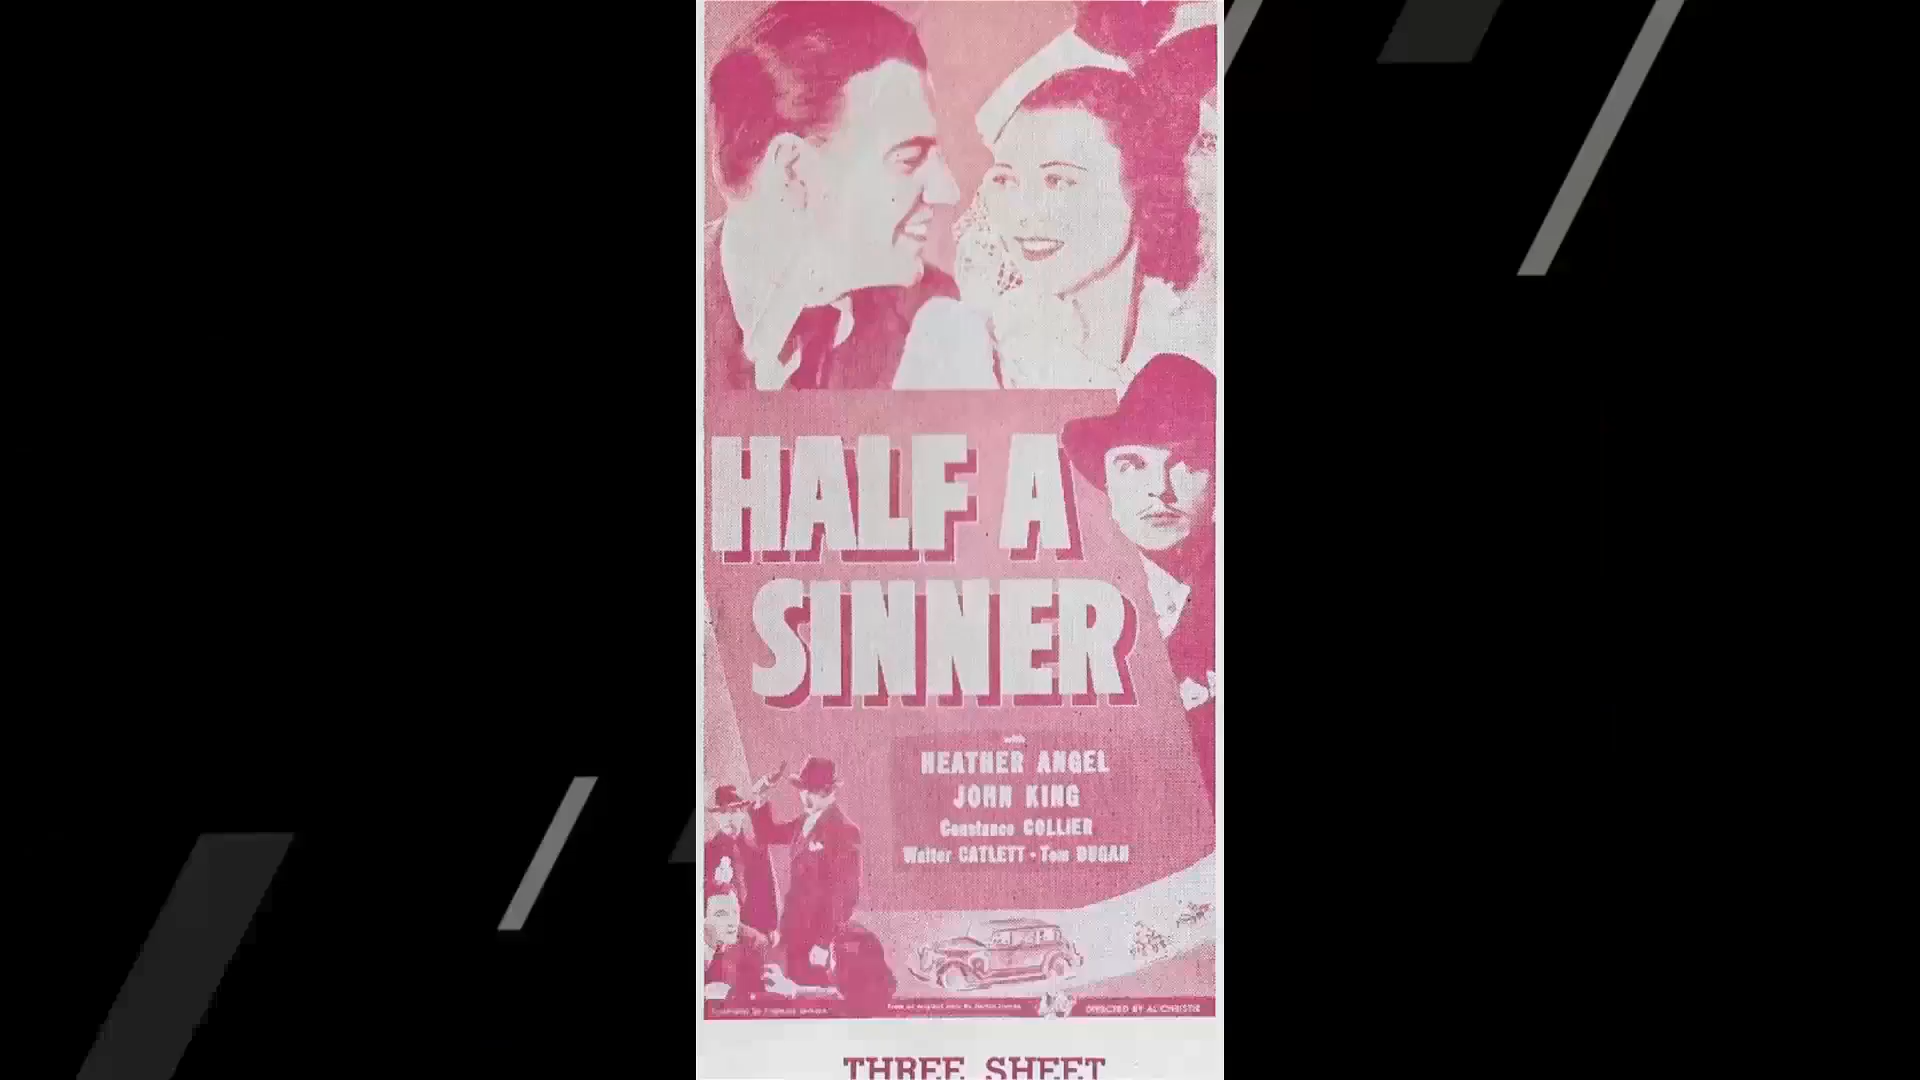 HALF A
SINNER
with
HEATHER ANGEL
JOHN KING
Constance COLLIER
Walter CATLETT - Tom DUGAN
DIRECTED BY AL CHRISTIE
THREE SHEET